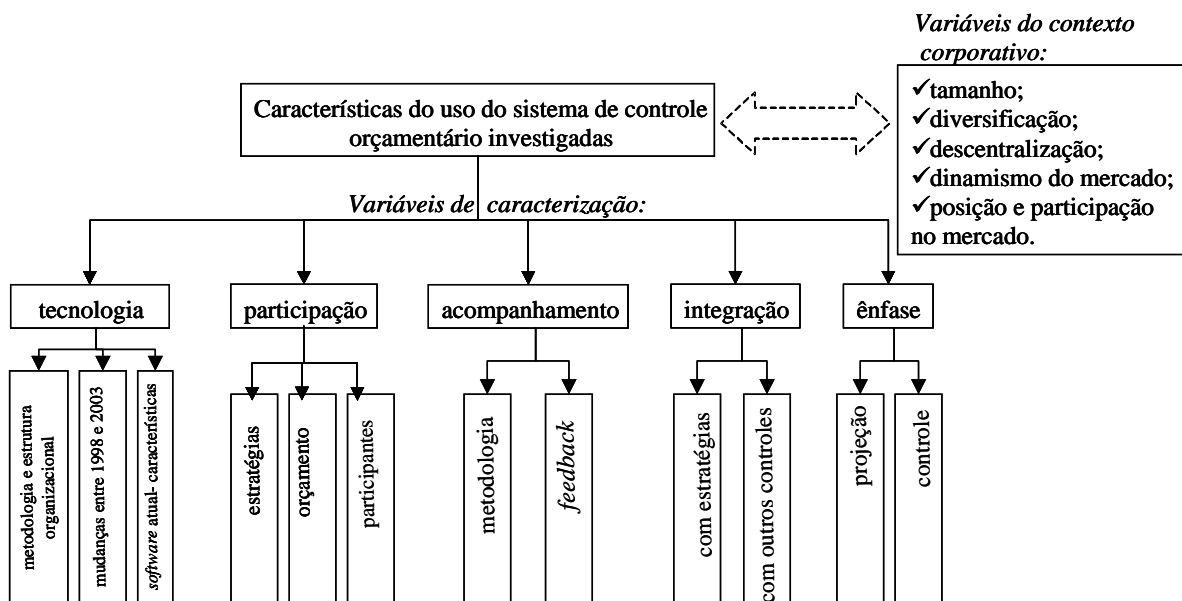 Variáveis do contexto
corporativo:
Características do uso do sistema de controle
orçamentário investigadas
✓tamanho;
✓diversificação;
✓descentralização;
✓dinamismo do mercado;
✓posição e participação
no mercado.
Variáveis de caracterização:
tecnologia
participação
acompanhamento
integração
ênfase
metodologia e estrutura
organizacional
mudanças entre 1998 e 2003
software atual- características
estratégias
orçamento
participantes
metodologia
feedback
com estratégias
com outros controles
projeção
controle